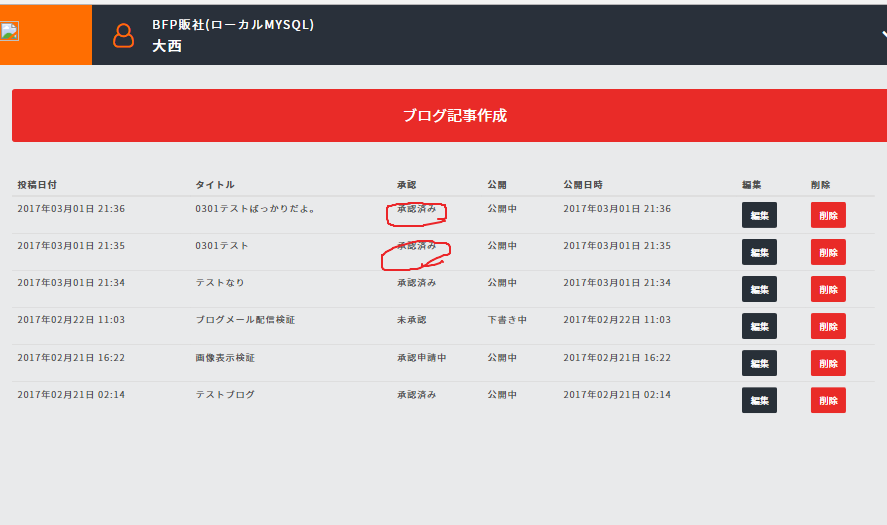 BFP販社(ローカルMYSQL)
大西
ブログ記事作成
投稿日付 タイトル 承認 公開 公開日時 編集 削除
2017年03月01日 21:36 0301テストばっかりだよ。 承認済み 公開中 2017年03月01日 21:36 編集 削除
2017年03月01日 21:35 0301テスト 承認済み 公開中 2017年03月01日 21:35 編集 削除
2017年03月01日 21:34 テストなり 承認済み 公開中 2017年03月01日 21:34 編集 削除
2017年02月22日 11:03 ブログメール配信検証 未承認 下書き中 2017年02月22日 11:03 編集 削除
2017年02月21日 16:22 画像表示検証 承認申請中 公開中 2017年02月21日 16:22 編集 削除
2017年02月21日 02:14 テストブログ 承認済み 公開中 2017年02月21日 02:14 編集 削除